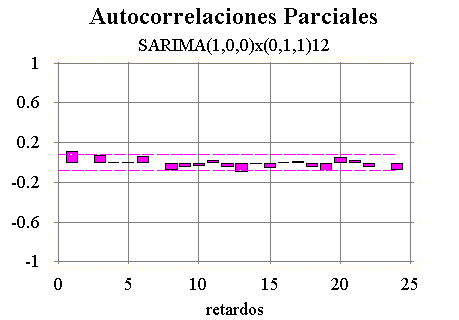 Autocorrelaciones Parciales
SARIMA(1,0,0)x(0,1,1)12
1
0.6
0.2
-0.2
-0.6
-1
0 5 10 15 20 25
retardos